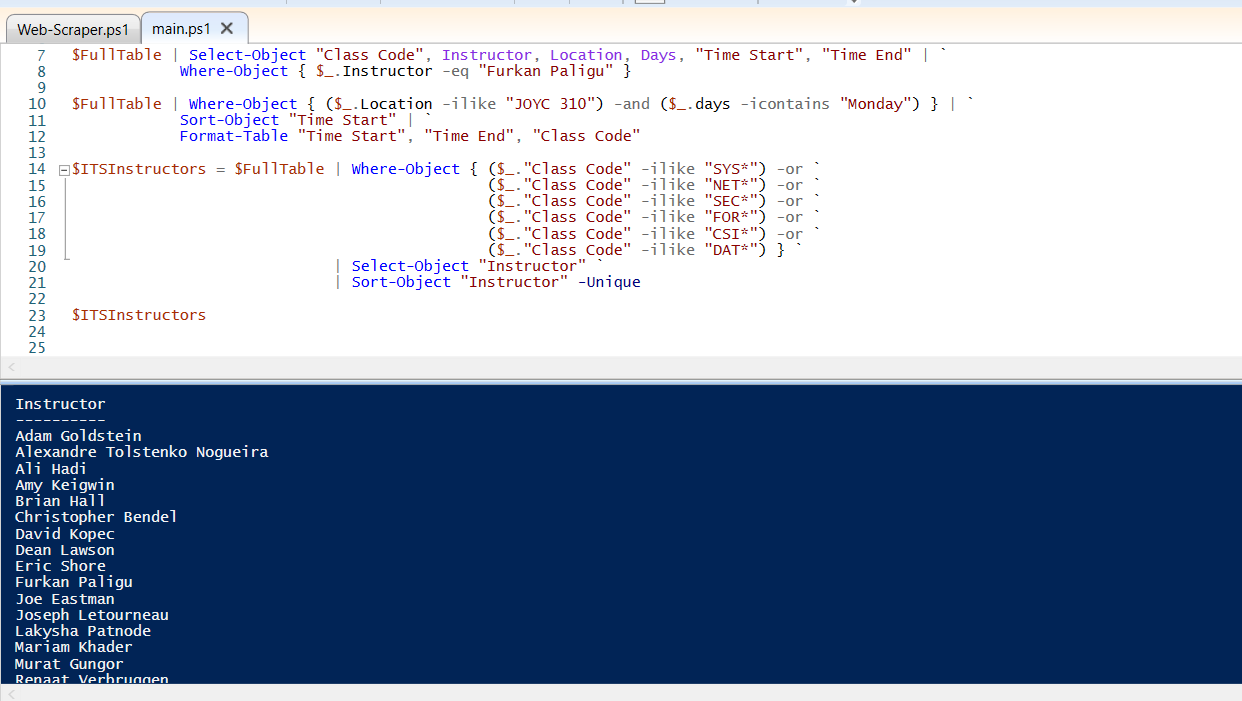 Web-Scraper.ps1 main.ps1 X
7 $FullTable | Select-Object "Class Code", Instructor, Location, Days, "Time Start", "Time End" | `
8 Where-Object { $_.Instructor -eq "Furkan Paligu" }
9
10 $FullTable | Where-Object { ($_.Location -ilike "JOYC 310") -and ($_.days -icontains "Monday") } | `
11 Sort-Object "Time Start" | `
12 Format-Table "Time Start", "Time End", "Class Code"
13
14 $ITSInstructors = $FullTable | Where-Object { ($_."Class Code" -ilike "SYS*") -or `
15 ($_."Class Code" -ilike "NET*") -or `
16 ($_."Class Code" -ilike "SEC*") -or `
17 ($_."Class Code" -ilike "FOR*") -or `
18 ($_."Class Code" -ilike "CSI*") -or `
19 ($_."Class Code" -ilike "DAT*") } `
20 | Select-Object "Instructor" `
21 | Sort-Object "Instructor" -Unique
22
23 $ITSInstructors
24
25
Instructor
----------
Adam Goldstein
Alexandre Tolstenko Nogueira
Ali Hadi
Amy Keigwin
Brian Hall
Christopher Bendel
David Kopec
Dean Lawson
Eric Shore
Furkan Paligu
Joe Eastman
Joseph Letourneau
Lakysha Patnode
Mariam Khader
Murat Gungor
Renaat Verbruggen